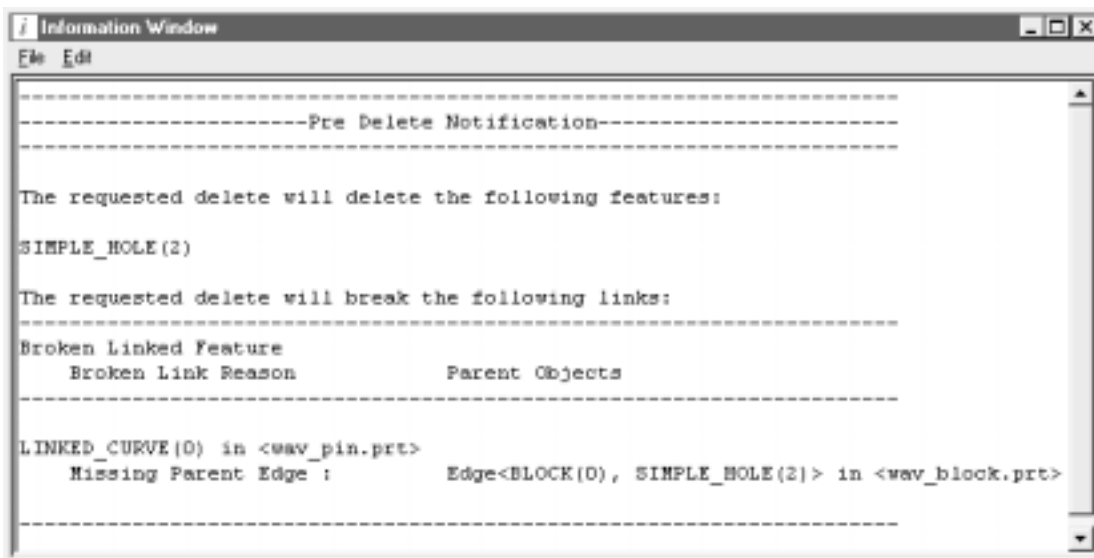 i Information Window
File Edit
----------------------------------------------------------------------
-----------------------Pre Delete Notification------------------------
----------------------------------------------------------------------
The requested delete will delete the following features:
SIMPLE_HOLE(2)
The requested delete will break the following links:
----------------------------------------------------------------------
Broken Linked Feature
    Broken Link Reason            Parent Objects
----------------------------------------------------------------------
LINKED_CURVE(0) in <wav_pin.prt>
    Missing Parent Edge :         Edge<BLOCK(0), SIMPLE_HOLE(2)> in <wav_block.prt>
----------------------------------------------------------------------